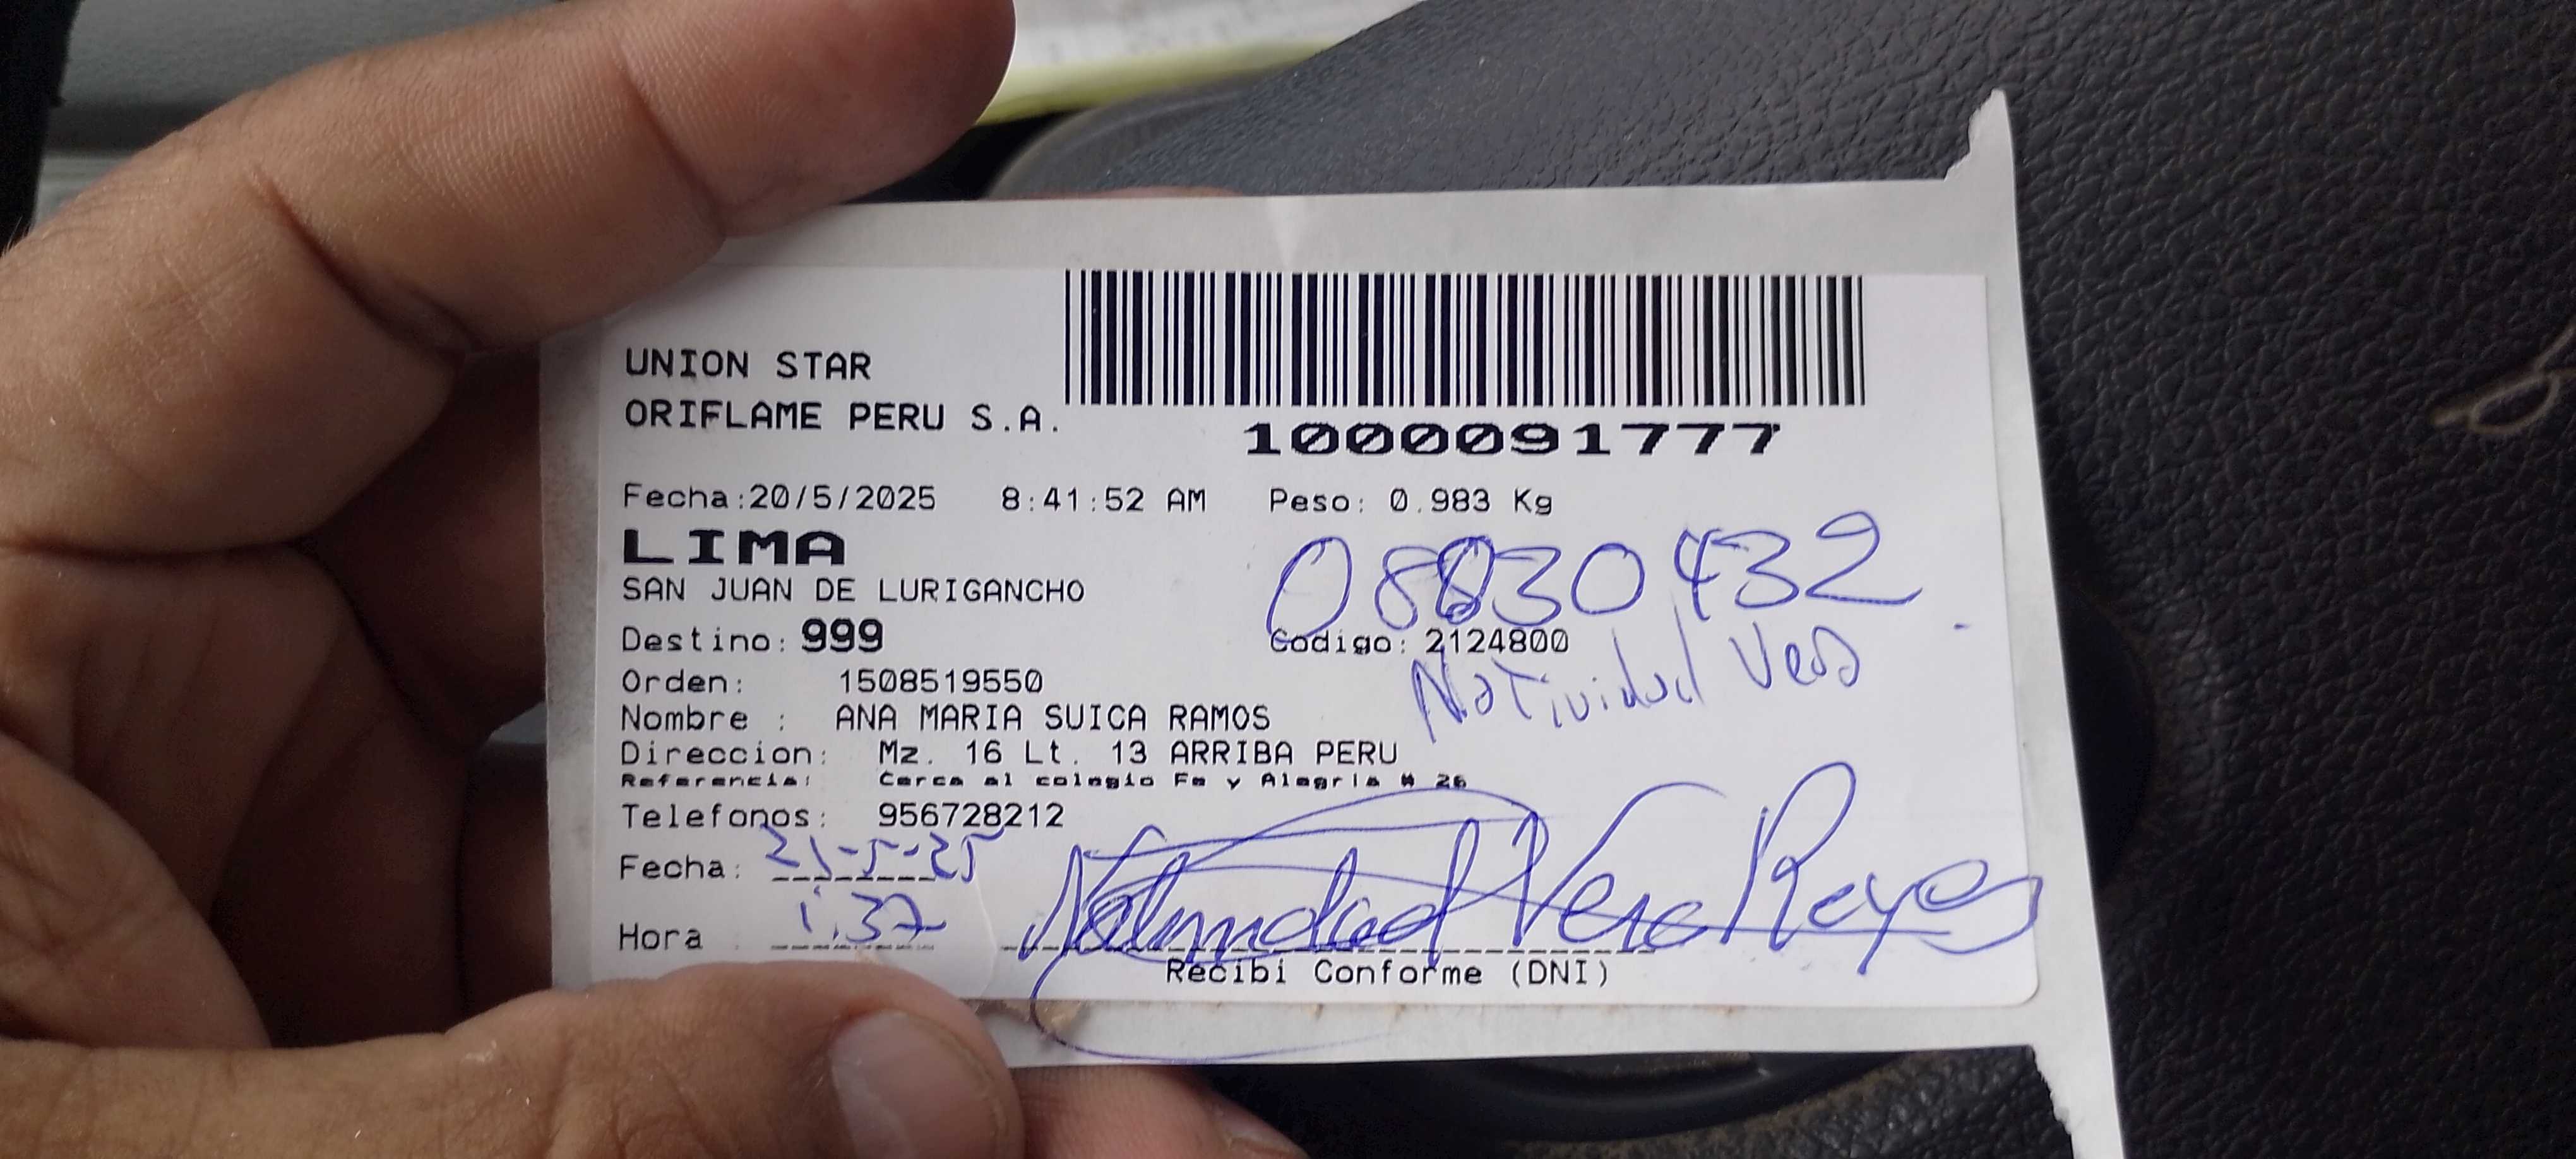 UNION STAR
ORIFLAME PERU S.A.
1000091777
Fecha:20/5/2025 8:41:52 AM Peso: 0.983 Kg
LIMA
08830432
SAN JUAN DE LURIGANCHO
Destino: 999 Codigo: 2124800
Natividad Vera
Orden: 1508519550
Nombre : ANA MARIA SUICA RAMOS
Direccion: Mz. 16 Lt. 13 ARRIBA PERU
Referencia: Cerca al colegio Fe y Alegria # 26
Telefonos: 956728212
Fecha: 21-5-25
Hora : 1:37
Natividad Vera Reyes
Recibi Conforme (DNI)